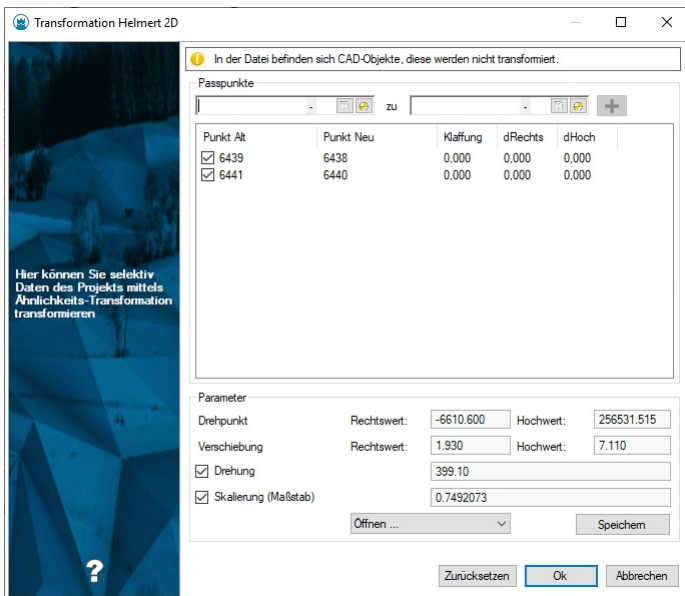 Transformation Helmert 2D
In der Datei befinden sich CAD-Objekte, diese werden nicht transformiert.
Passpunkte
- zu -
Punkt Alt Punkt Neu Klaffung dRechts dHoch
6439 6438 0,000 0,000 0,000
6441 6440 0,000 0,000 0,000
Hier können Sie selektiv
Daten des Projekts mittels
Ähnlichkeits-Transformation
transformieren
Parameter
Drehpunkt Rechtswert: -6610.600 Hochwert: 256531.515
Verschiebung Rechtswert: 1.930 Hochwert: 7.110
Drehung 399.10
Skalierung (Maßstab) 0.7492073
Öffnen ... Speichern
?
Zurücksetzen Ok Abbrechen